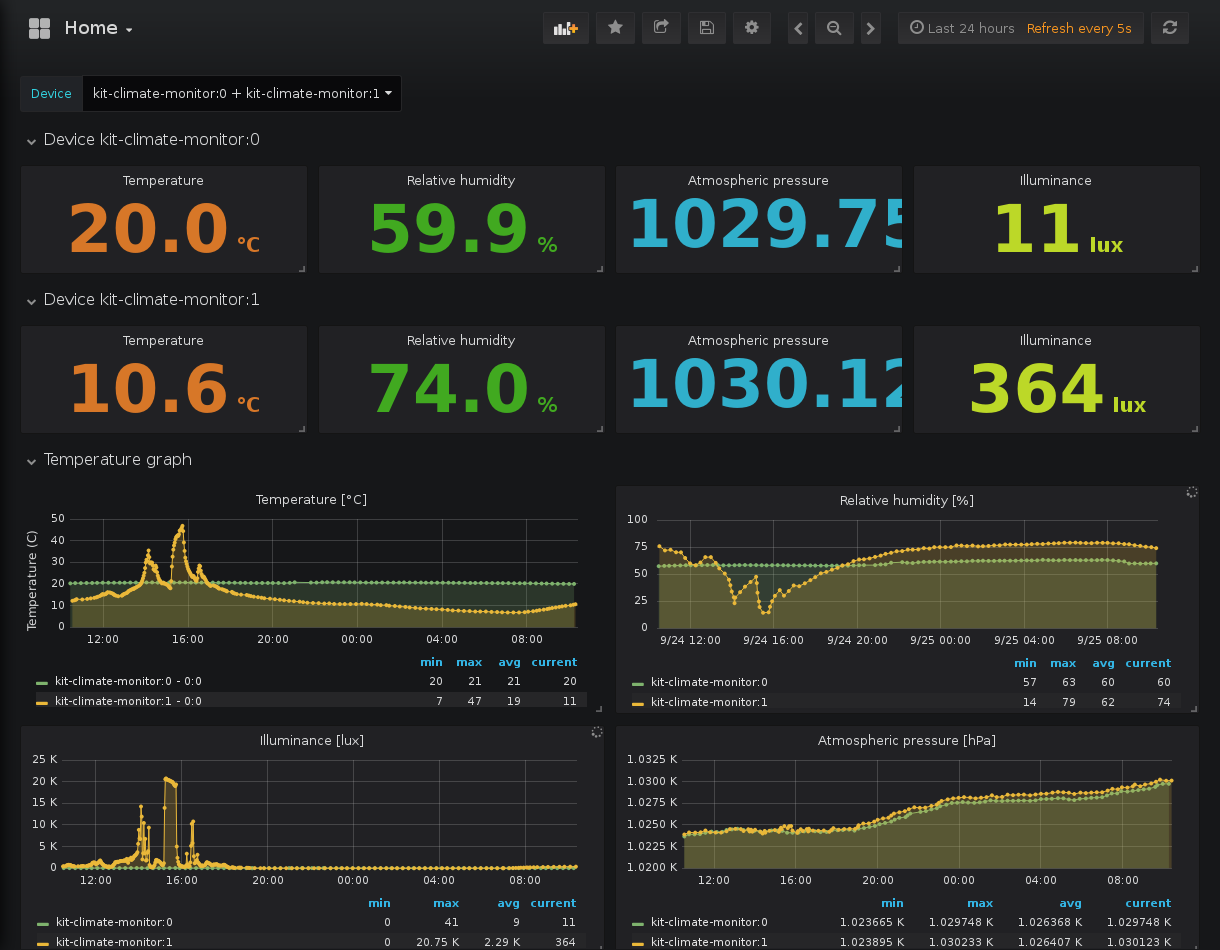 Home
Last 24 hours Refresh every 5s
Device kit-climate-monitor:0 + kit-climate-monitor:1
Device kit-climate-monitor:0
Temperature Relative humidity Atmospheric pressure Illuminance
20.0 °C 59.9 % 1029.75 11 lux
Device kit-climate-monitor:1
Temperature Relative humidity Atmospheric pressure Illuminance
10.6 °C 74.0 % 1030.12 364 lux
Temperature graph
Temperature [°C]
Temperature (C)
50
40
30
20
10
0
12:00 16:00 20:00 00:00 04:00 08:00
min max avg current
kit-climate-monitor:0 - 0:0 20 21 21 20
kit-climate-monitor:1 - 0:0 7 47 19 11
Relative humidity [%]
100
75
50
25
0
9/24 12:00 9/24 16:00 9/24 20:00 9/25 00:00 9/25 04:00 9/25 08:00
min max avg current
kit-climate-monitor:0 57 63 60 60
kit-climate-monitor:1 14 79 62 74
Illuminance [lux]
25 K
20 K
15 K
10 K
5 K
0
12:00 16:00 20:00 00:00 04:00 08:00
min max avg current
kit-climate-monitor:0 0 41 9 11
kit-climate-monitor:1 0 20.75 K 2.29 K 364
Atmospheric pressure [hPa]
1.0325 K
1.0300 K
1.0275 K
1.0250 K
1.0225 K
1.0200 K
12:00 16:00 20:00 00:00 04:00 08:00
min max avg current
kit-climate-monitor:0 1.023665 K 1.029748 K 1.026368 K 1.029748 K
kit-climate-monitor:1 1.023895 K 1.030233 K 1.026407 K 1.030123 K